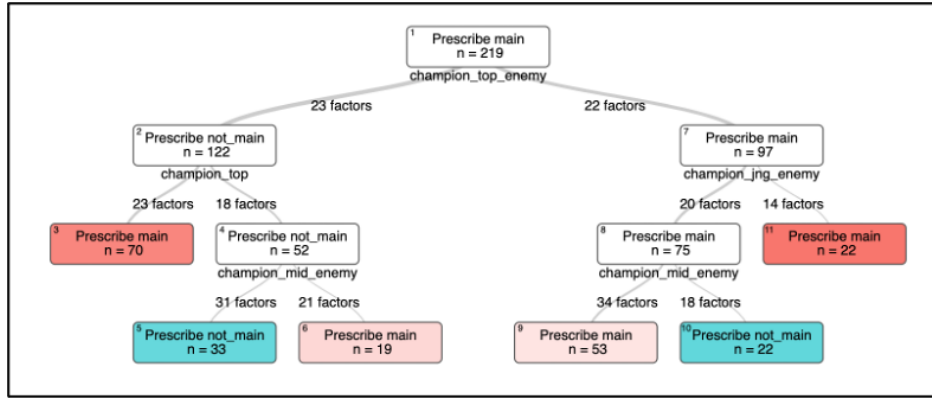 1 Prescribe main
n = 219
champion_top_enemy
23 factors 22 factors
2 Prescribe not_main 7 Prescribe main
n = 122 n = 97
champion_top champion_jng_enemy
23 factors 18 factors 20 factors 14 factors
3 Prescribe main 4 Prescribe not_main 8 Prescribe main 11 Prescribe main
n = 70 n = 52 n = 75 n = 22
champion_mid_enemy champion_mid_enemy
31 factors 21 factors 34 factors 18 factors
5 Prescribe not_main 6 Prescribe main 9 Prescribe main 10 Prescribe not_main
n = 33 n = 19 n = 53 n = 22